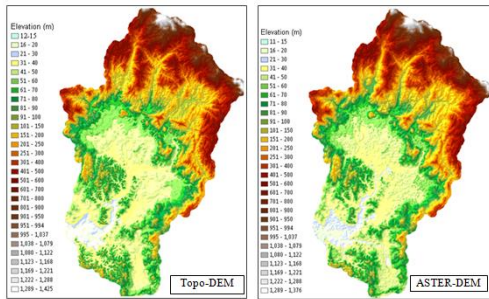 Elevation (m)
12-15
16 - 20
21 - 30
31 - 40
41 - 50
51 - 60
61 - 70
71 - 80
81 - 90
91 - 100
101 - 150
151 - 200
201 - 250
251 - 300
301 - 400
401 - 500
501 - 600
601 - 700
701 - 800
801 - 900
901 - 950
951 - 994
995 - 1,037
1,038 - 1,079
1,080 - 1,122
1,123 - 1,168
1,169 - 1,221
1,222 - 1,288
1,289 - 1,425
Topo-DEM
Elevation (m)
11 - 15
16 - 20
21 - 30
31 - 40
41 - 50
51 - 60
61 - 70
71 - 80
81 - 90
91 - 100
101 - 150
151 - 200
201 - 250
251 - 300
301 - 400
401 - 500
501 - 600
601 - 700
701 - 800
801 - 900
901 - 950
951 - 994
995 - 1,037
1,038 - 1,079
1,080 - 1,122
1,123 - 1,168
1,169 - 1,221
1,222 - 1,288
1,289 - 1,376
ASTER-DEM